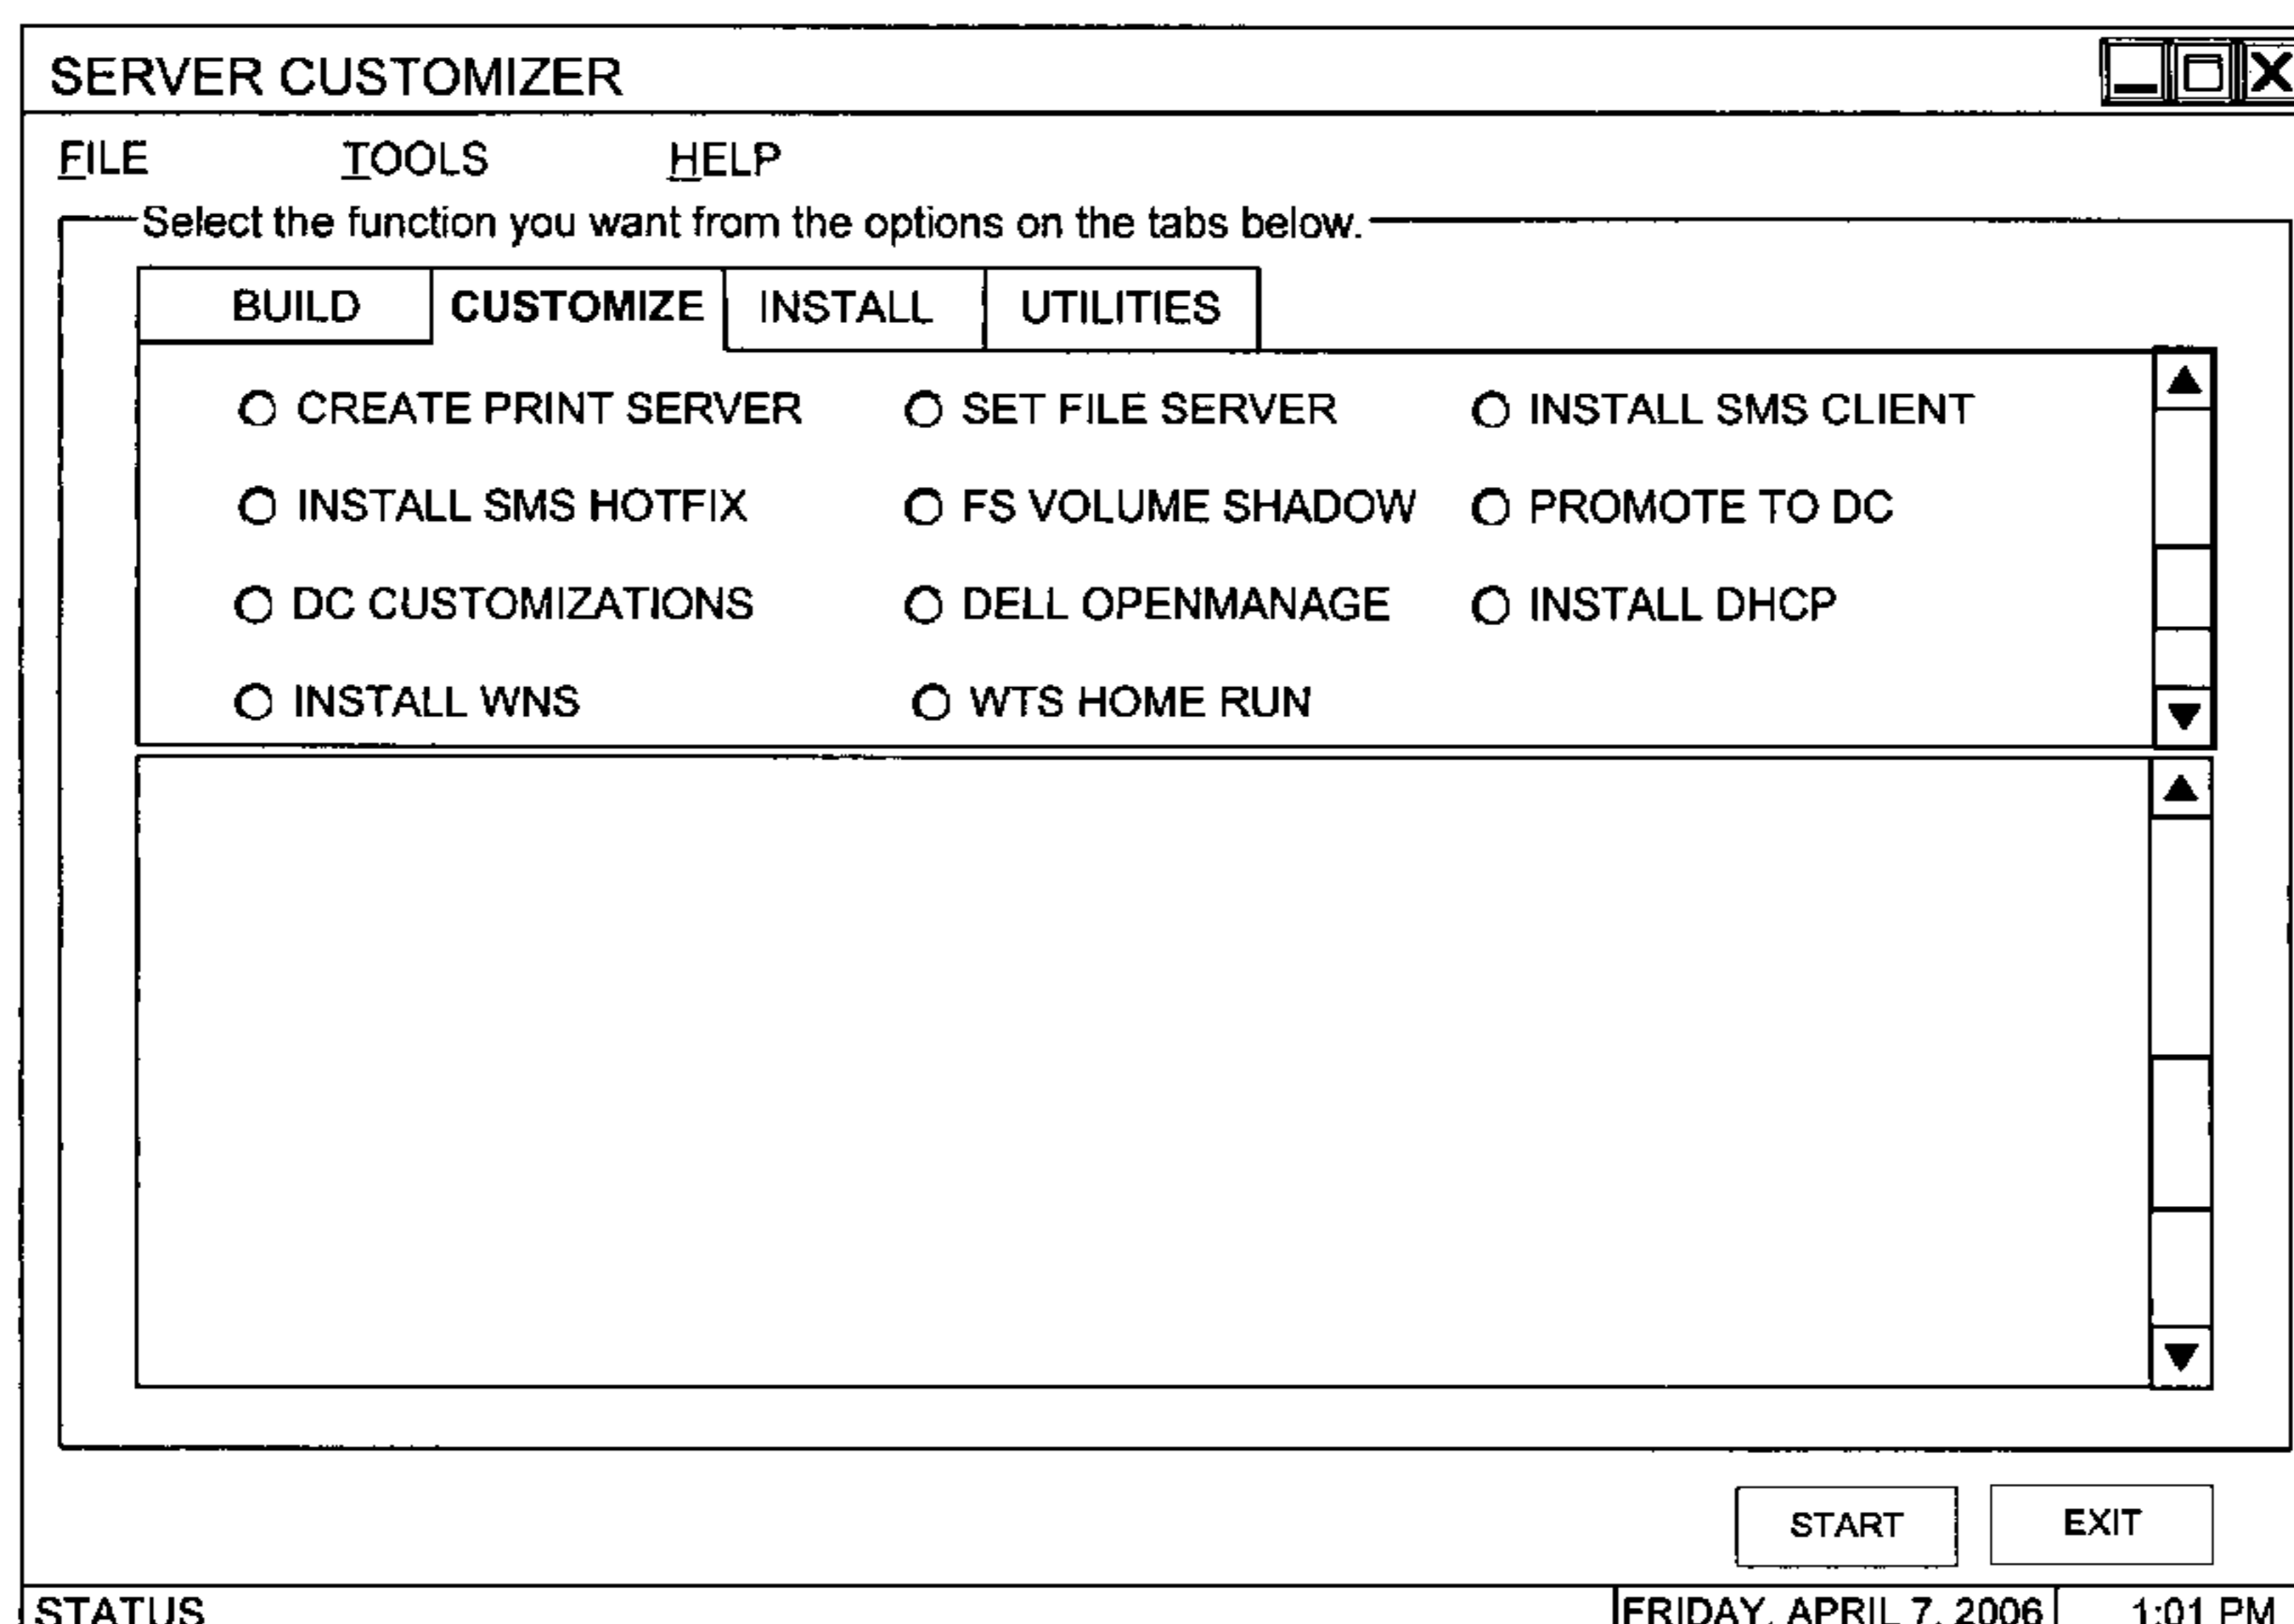 SERVER CUSTOMIZER
FILE TOOLS HELP
Select the function you want from the options on the tabs below.
BUILD CUSTOMIZE INSTALL UTILITIES
CREATE PRINT SERVER SET FILE SERVER INSTALL SMS CLIENT
INSTALL SMS HOTFIX FS VOLUME SHADOW PROMOTE TO DC
DC CUSTOMIZATIONS DELL OPENMANAGE INSTALL DHCP
INSTALL WNS WTS HOME RUN
START EXIT
STATUS FRIDAY, APRIL 7, 2006 1:01 PM